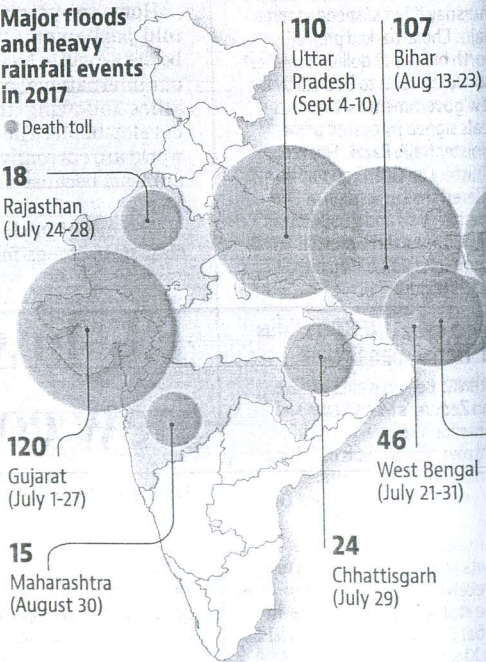 Major floods
and heavy
rainfall events
in 2017
Death toll
110
Uttar
Pradesh
(Sept 4-10)
107
Bihar
(Aug 13-23)
18
Rajasthan
(July 24-28)
120
Gujarat
(July 1-27)
46
West Bengal
(July 21-31)
15
Maharashtra
(August 30)
24
Chhattisgarh
(July 29)